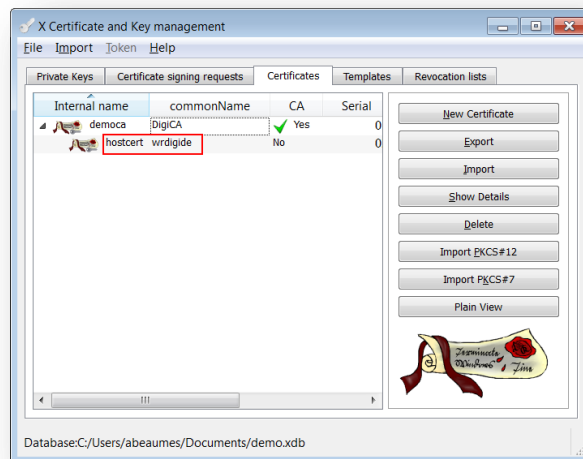 X Certificate and Key management
File Import Token Help
Private Keys Certificate signing requests Certificates Templates Revocation lists
Internal name commonName CA Serial
democa DigiCA Yes 0
hostcert wrdigide No 0
New Certificate
Export
Import
Show Details
Delete
Import PKCS#12
Import PKCS#7
Plain View
Database:C:/Users/abeaumes/Documents/demo.xdb